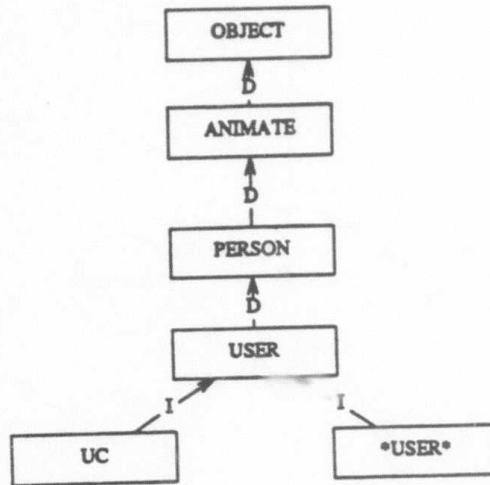 OBJECT
D
ANIMATE
D
PERSON
D
USER
I I
UC *USER*